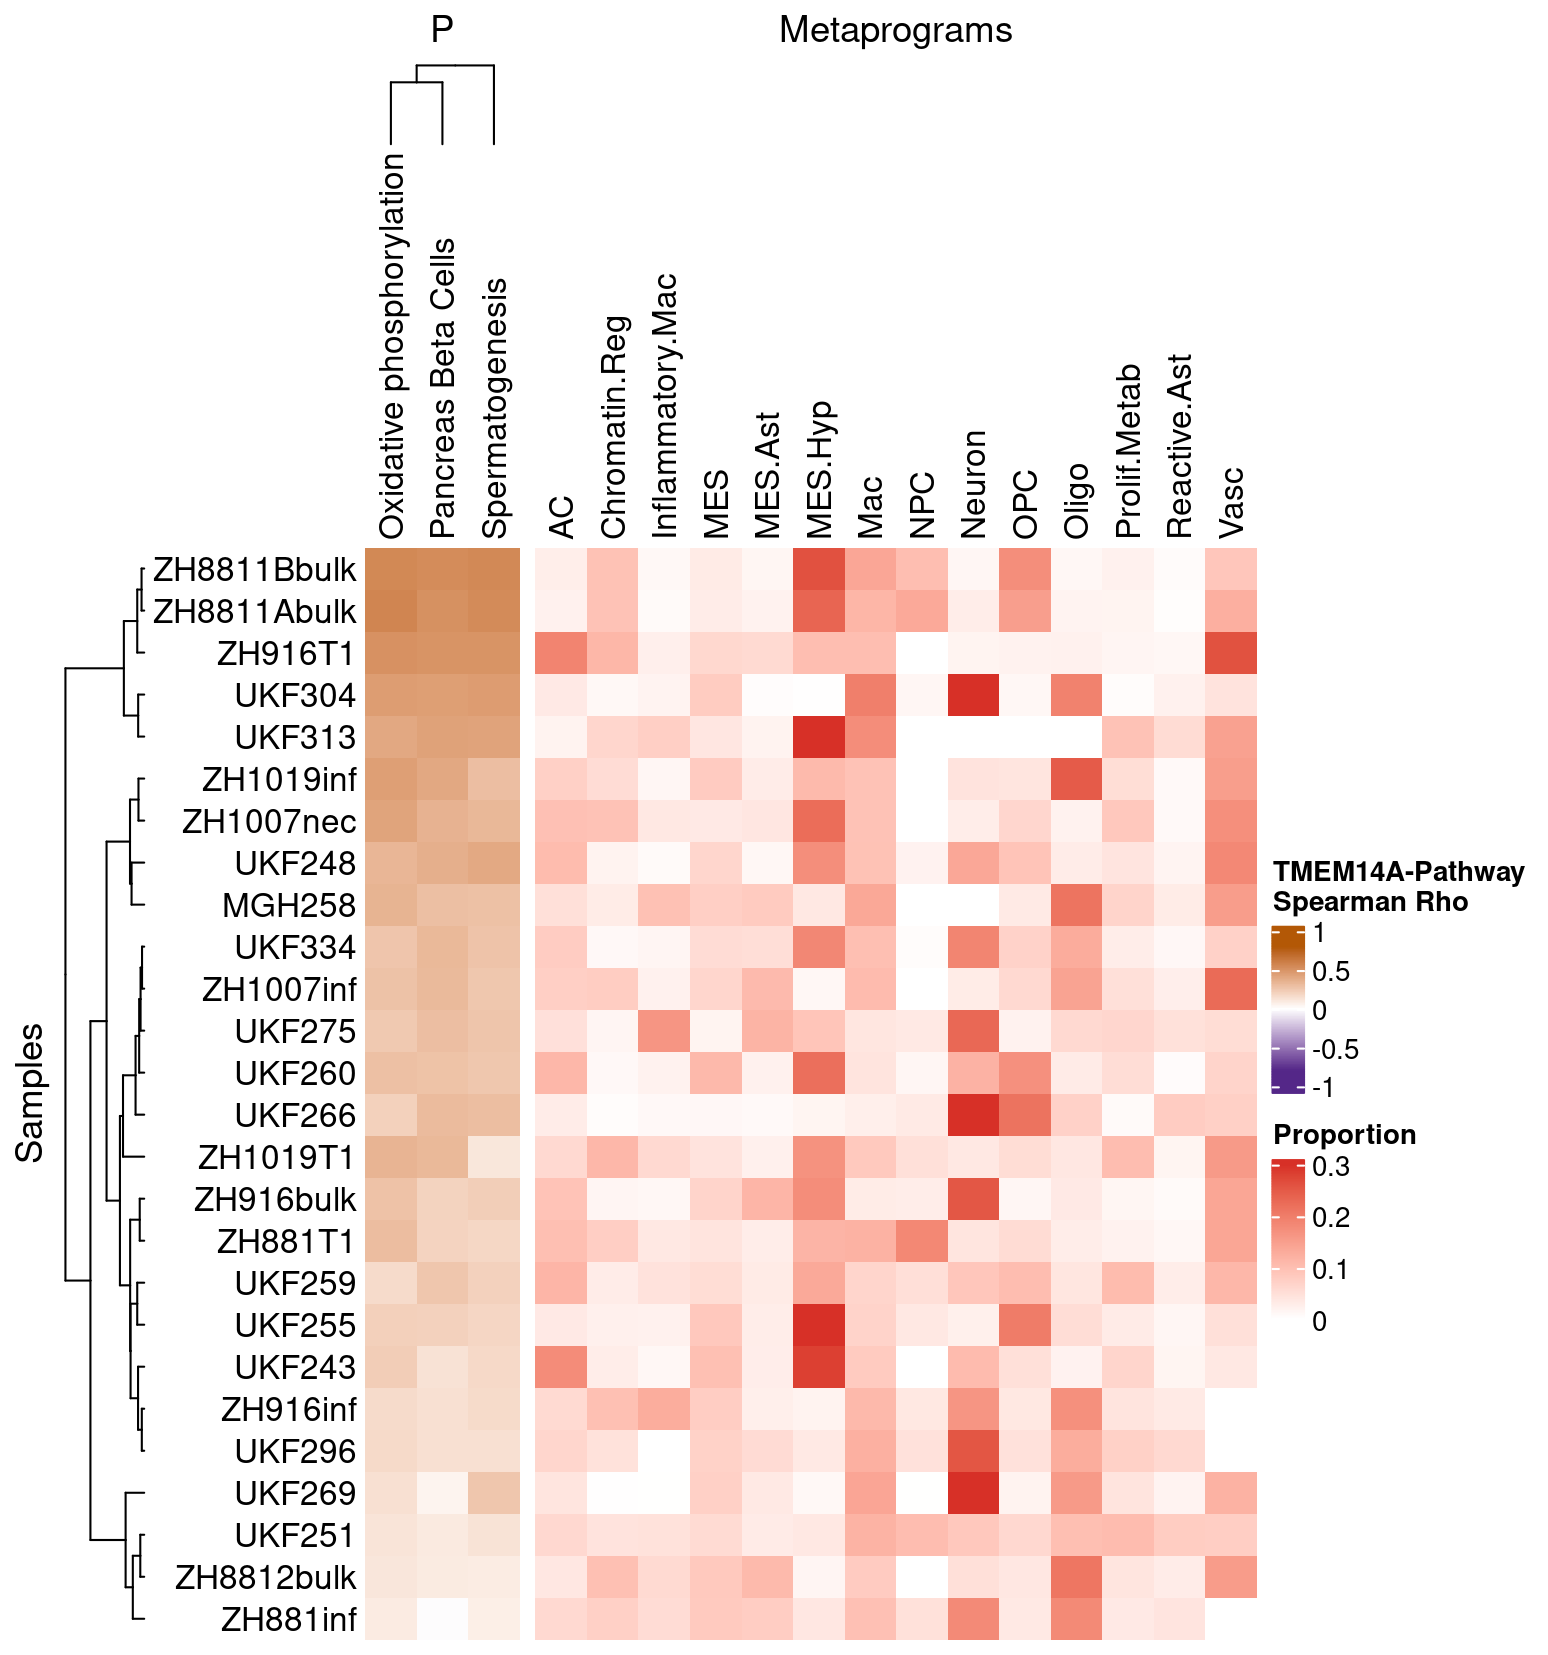 P
Metaprograms
Oxidative phosphorylation
Pancreas Beta Cells
Spermatogenesis
AC
Chromatin.Reg
Inflammatory.Mac
MES
MES.Ast
MES.Hyp
Mac
NPC
Neuron
OPC
Oligo
Prolif.Metab
Reactive.Ast
Vasc
Samples
ZH8811Bbulk
ZH8811Abulk
ZH916T1
UKF304
UKF313
ZH1019inf
ZH1007nec
UKF248
MGH258
UKF334
ZH1007inf
UKF275
UKF260
UKF266
ZH1019T1
ZH916bulk
ZH881T1
UKF259
UKF255
UKF243
ZH916inf
UKF296
UKF269
UKF251
ZH8812bulk
ZH881inf
TMEM14A-Pathway
Spearman Rho
1
0.5
0
-0.5
-1
Proportion
0.3
0.2
0.1
0